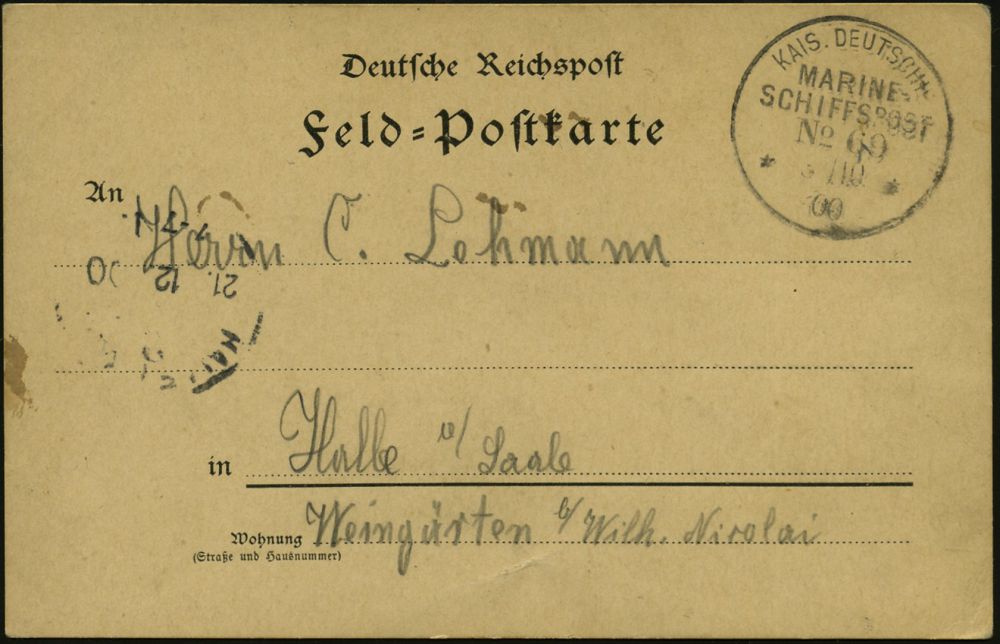 Deutsche Reichspost
Feld-Postkarte
KAIS. DEUTSCHE
MARINE-
SCHIFFSPOST
No 69
/10
00
An
Herrn C. Lehmann
21. 12 00
in Halle a/ Saale
Wohnung Weingärten b/ Wilh. Nicolai
(Straße und Hausnummer)